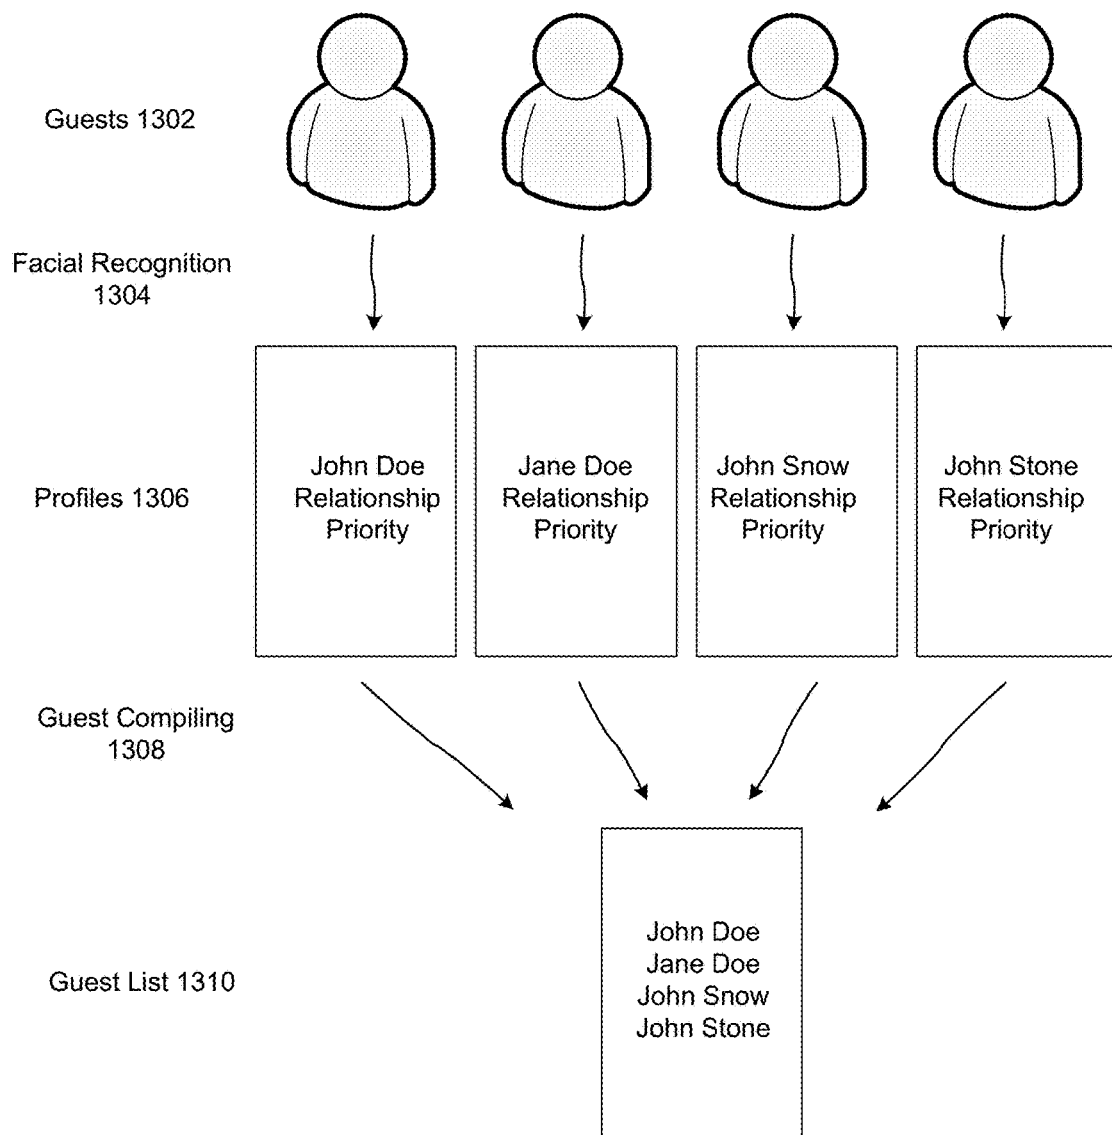 Guests 1302
Facial Recognition
1304
Profiles 1306
John Doe
Relationship
Priority
Jane Doe
Relationship
Priority
John Snow
Relationship
Priority
John Stone
Relationship
Priority
Guest Compiling
1308
Guest List 1310
John Doe
Jane Doe
John Snow
John Stone